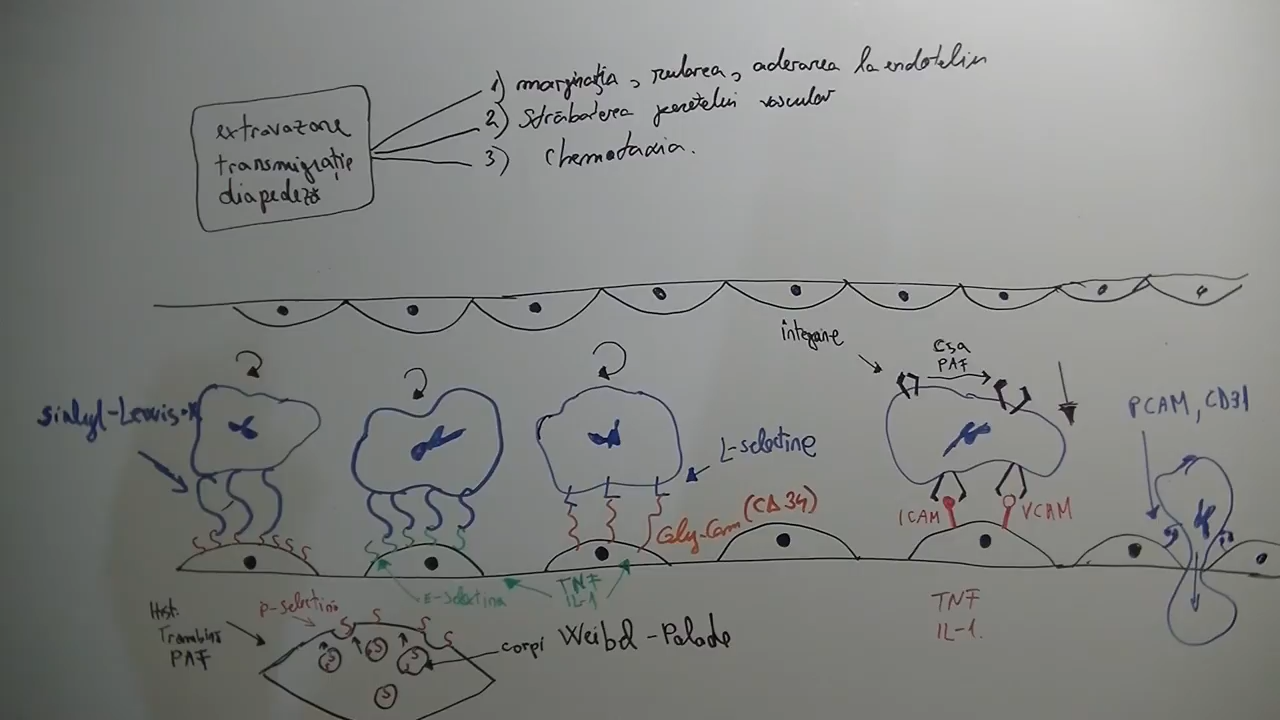 extravazare
transmigrație
diapedeză
1) marginația, rularea, aderarea la endoteliu
2) străbaterea peretelui vascular
3) chemotaxia.
integrine
C5a
PAF
sialyl-Lewis-X
PCAM, CD31
L-selectine
Gly-Cam (CD34)
ICAM
VCAM
E-selectina
TNF
IL-1
Hist.
Trombina
PAF
P-selectina
corpi Weibel-Palade
TNF
IL-1.